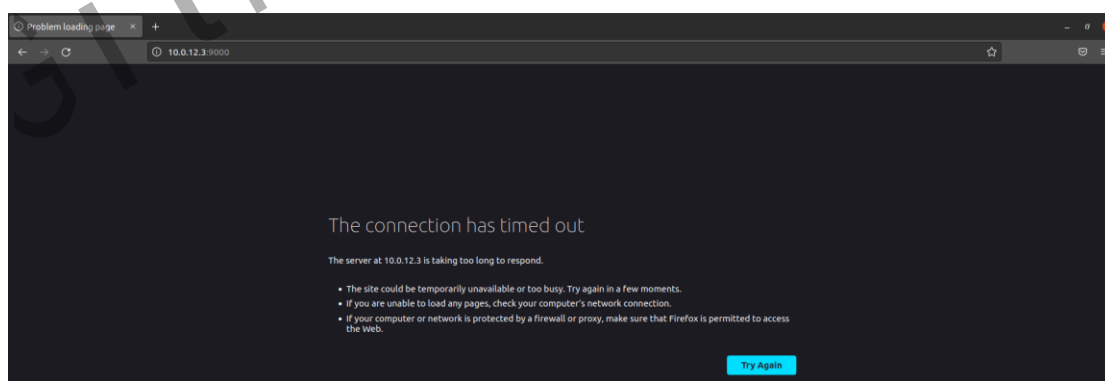 Problem loading page
10.0.12.3:9000
The connection has timed out
The server at 10.0.12.3 is taking too long to respond.
• The site could be temporarily unavailable or too busy. Try again in a few moments.
• If you are unable to load any pages, check your computer's network connection.
• If your computer or network is protected by a firewall or proxy, make sure that Firefox is permitted to access
the Web.
Try Again